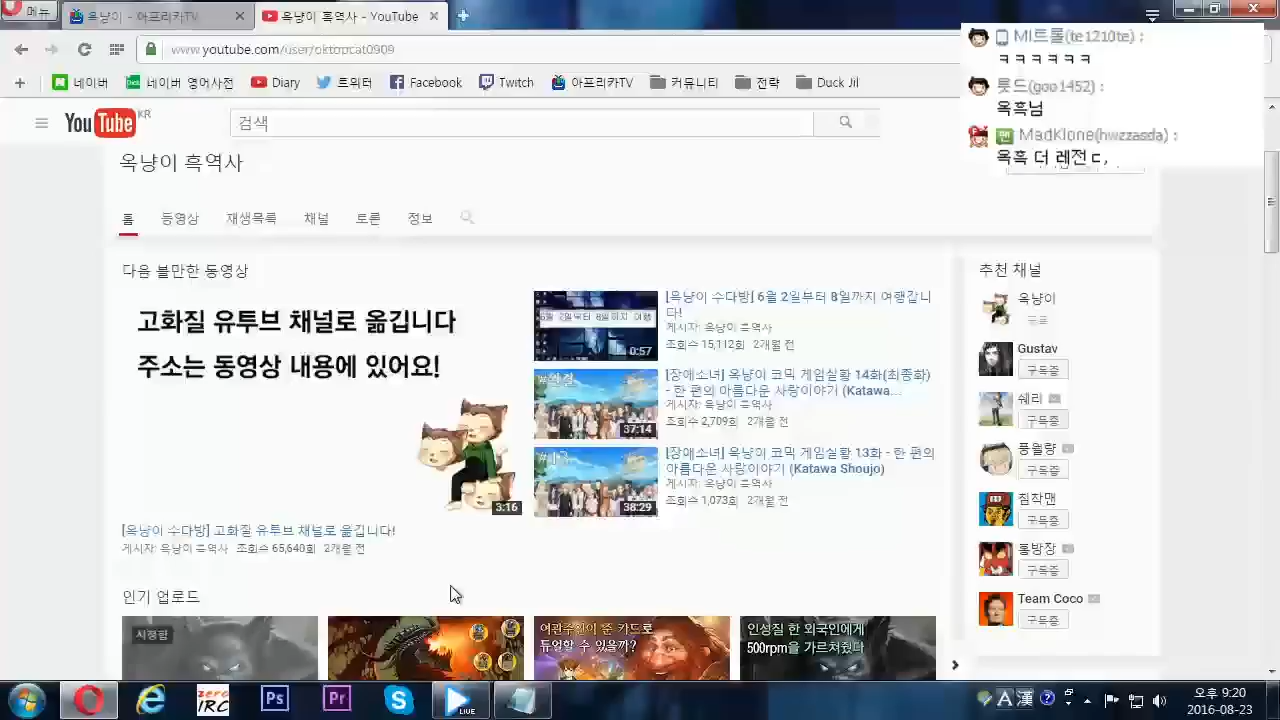 메뉴
옥냥이 - 아프리카TV
옥냥이 흑역사 - YouTube
www.youtube.com
네이버
네이버 영어사전
Diary
Facebook
Twitch
아프리카TV
커뮤니티
Duck Jil
MI트롤(te1210te) :
ㅋㅋㅋㅋㅋㅋ
룻드(goo1452) :
옥흑님
팬 MadKlone(hwzzasda) :
옥흑 더 레전ㄷ,
YouTube KR
검색
옥냥이 흑역사
홈
동영상
재생목록
채널
토론
정보
다음 볼만한 동영상
고화질 유투브 채널로 옮깁니다
주소는 동영상 내용에 있어요!
3:16
[옥냥이 수다방] 고화질 유투브 채널로 옮깁니다!
게시자: 옥냥이 흑역사 조회수 65,646회 2개월 전
0:57
[옥냥이 수다방] 6월 2일부터 8일까지 여행갑니
다!
게시자: 옥냥이 흑역사
조회수 15,112회 2개월 전
37:14
[장애소녀] 옥냥이 코믹 게임실황 14화(최종화)
- 한 편의 아름다운 사랑이야기 (Katawa...
게시자: 옥냥이 흑역사
조회수 2,709회 2개월 전
38:29
[장애소녀] 옥냥이 코믹 게임실황 13화 - 한 편의
아름다운 사랑이야기 (Katawa Shoujo)
게시자: 옥냥이 흑역사
조회수 1,073회 2개월 전
추천 채널
옥냥이
Gustav
구독중
쉐리
구독중
풍월량
구독중
침착맨
구독중
홍방장
구독중
Team Coco
구독중
인기 업로드
시청함
여관주인이 준 카드로
듀얼할 수 있을까?
인성질 한 외국인에게
500rpm을 가르쳐줬다
ZERO
IRC
Ps
Pr
LIVE
A漢
오후 9:20
2016-08-23